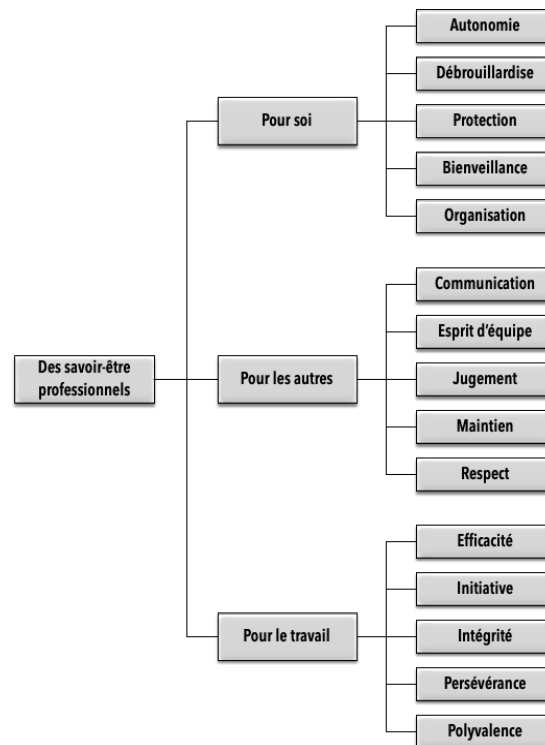 Des savoir-être
professionnels
Pour soi
Autonomie
Débrouillardise
Protection
Bienveillance
Organisation
Pour les autres
Communication
Esprit d'équipe
Jugement
Maintien
Respect
Pour le travail
Efficacité
Initiative
Intégrité
Persévérance
Polyvalence